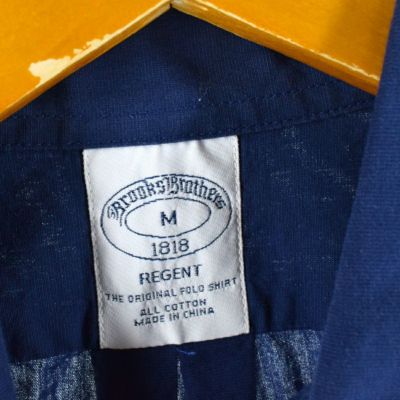 Brooks Brothers
M
1818
REGENT
THE ORIGINAL POLO SHIRT
ALL COTTON
MADE IN CHINA